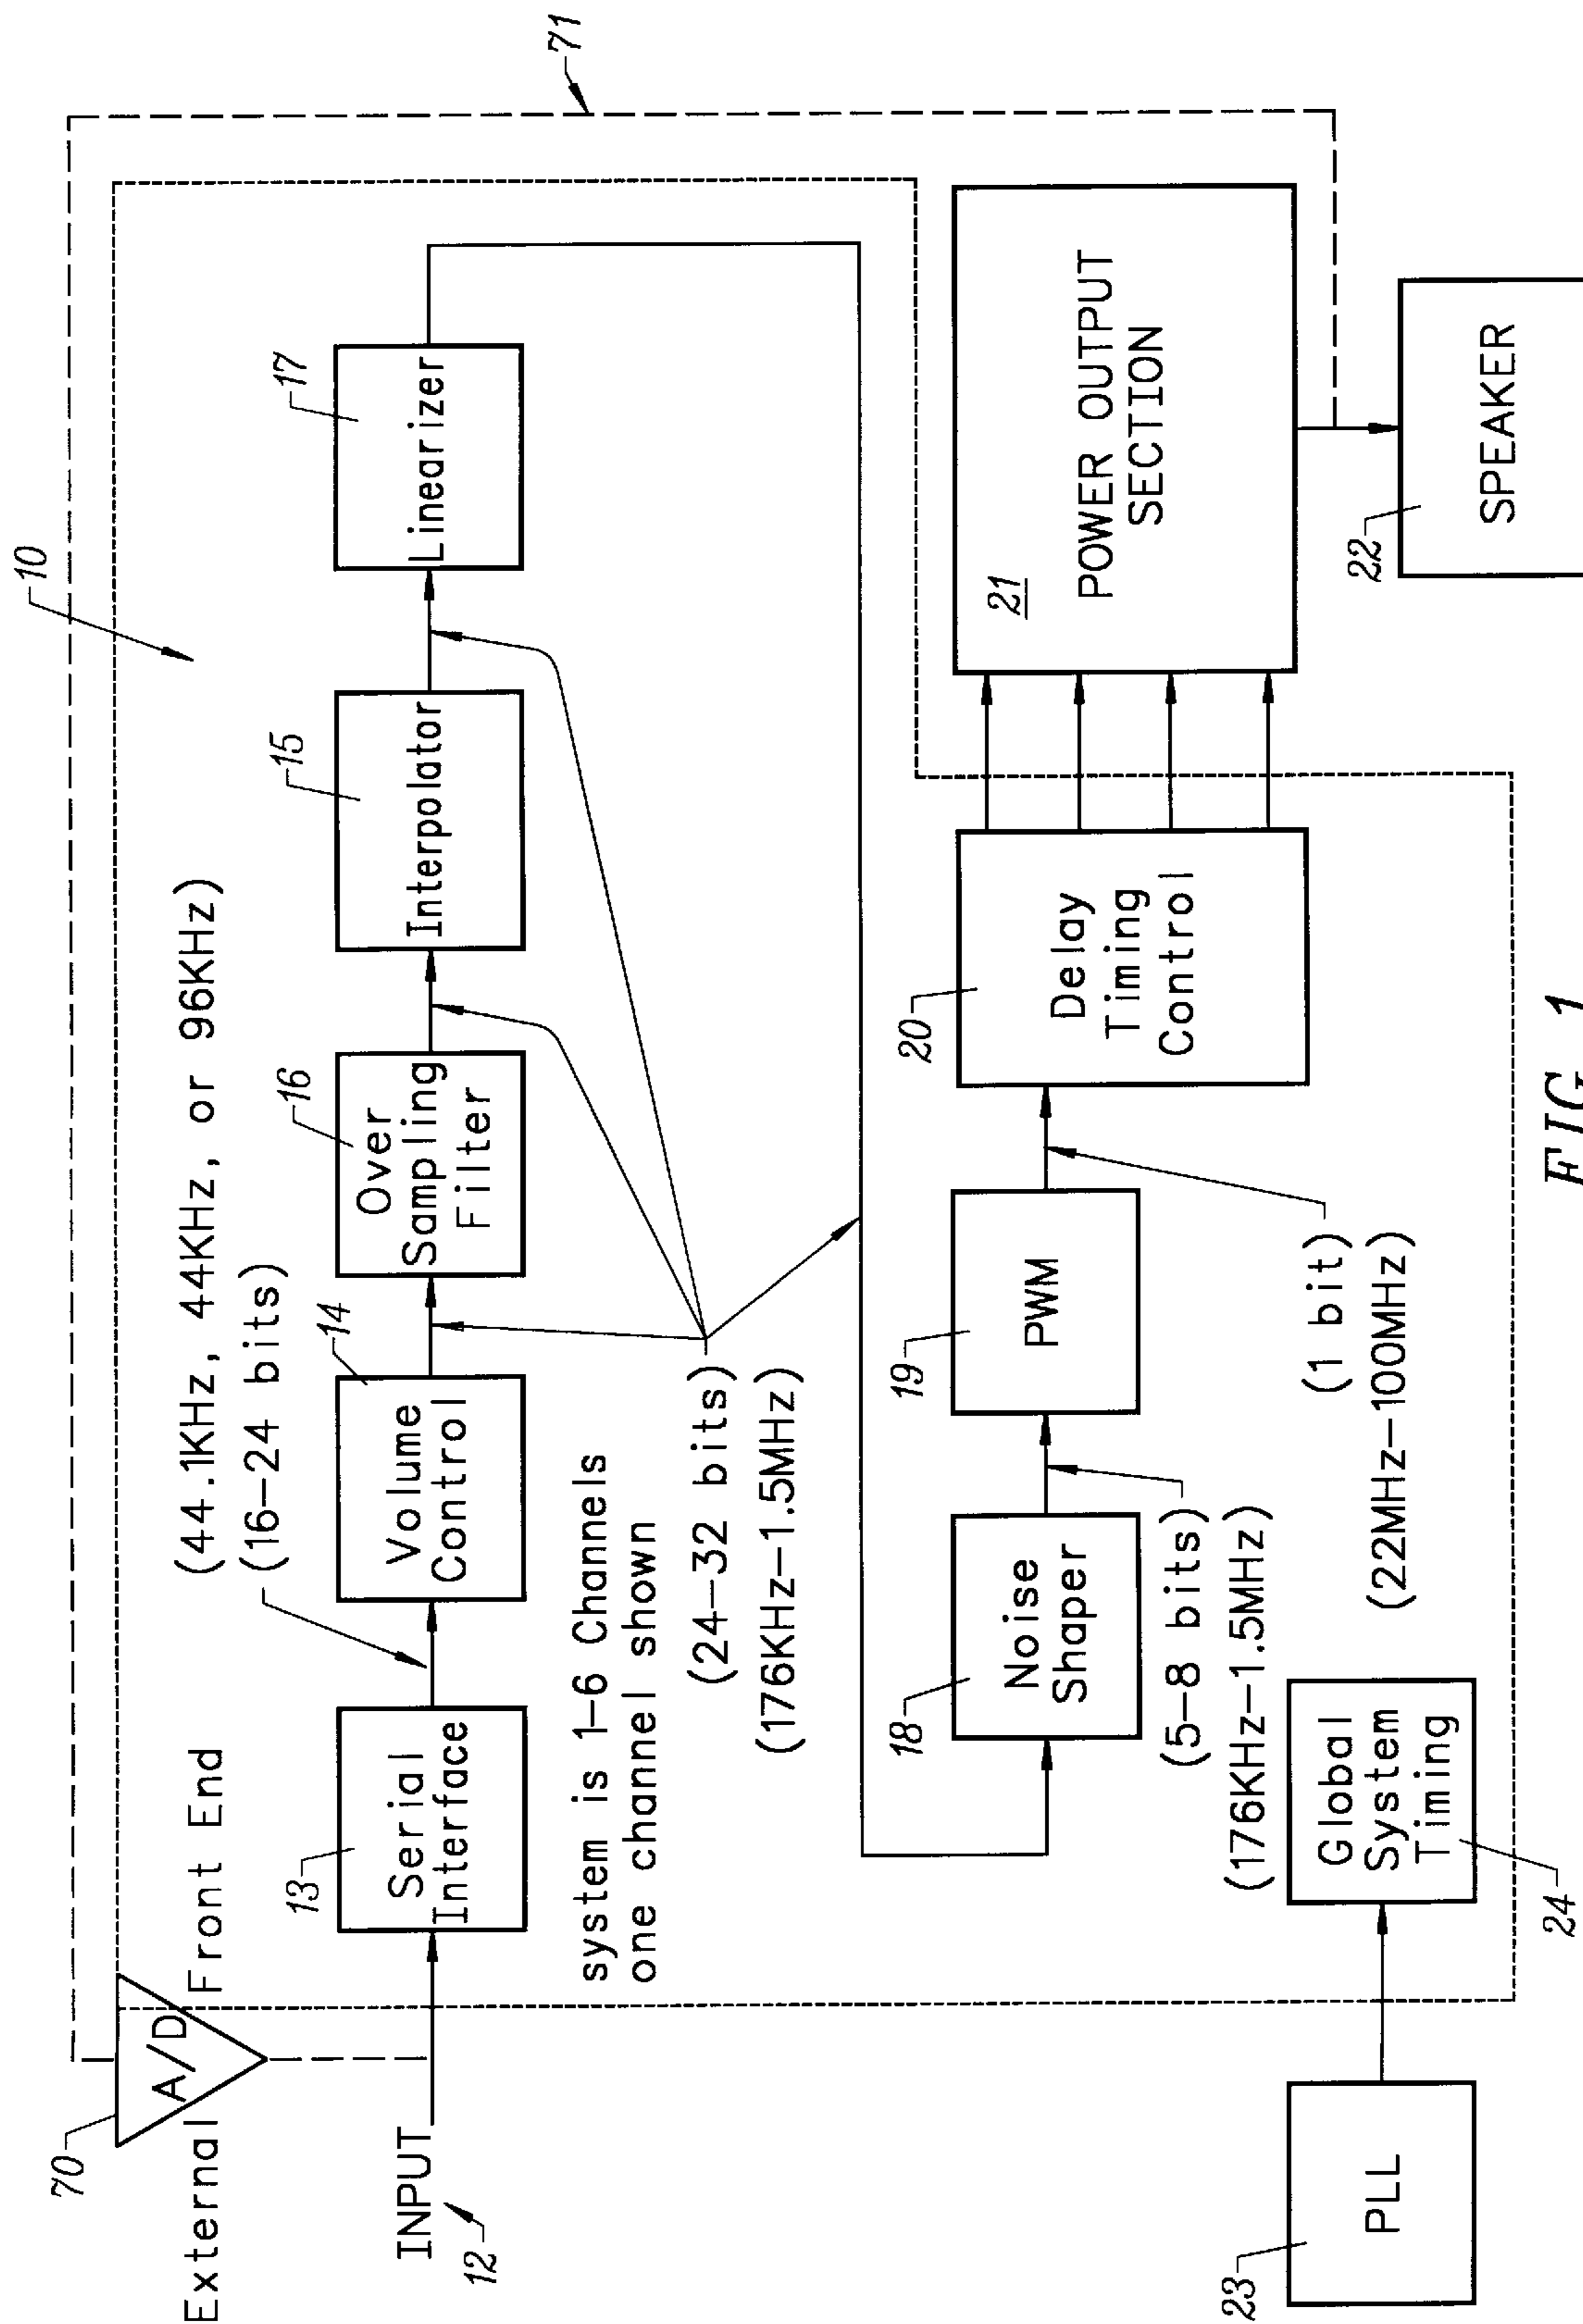 10
71
70
A/D
External Front End
(44.1KHz, 44KHz, or 96KHz)
(16-24 bits)
INPUT
12
13
Serial
Interface
14
Volume
Control
16
Over
Sampling
Filter
15
Interpolator
17
Linearizer
system is 1-6 Channels
one channel shown
(24-32 bits)
(176KHz-1.5MHz)
18
Noise
Shaper
19
PWM
20
Delay
Timing
Control
21
POWER OUTPUT
SECTION
(5-8 bits)
(176KHz-1.5MHz)
(1 bit)
(22MHz-100MHz)
22
SPEAKER
23
PLL
24
Global
System
Timing
FIG. 1